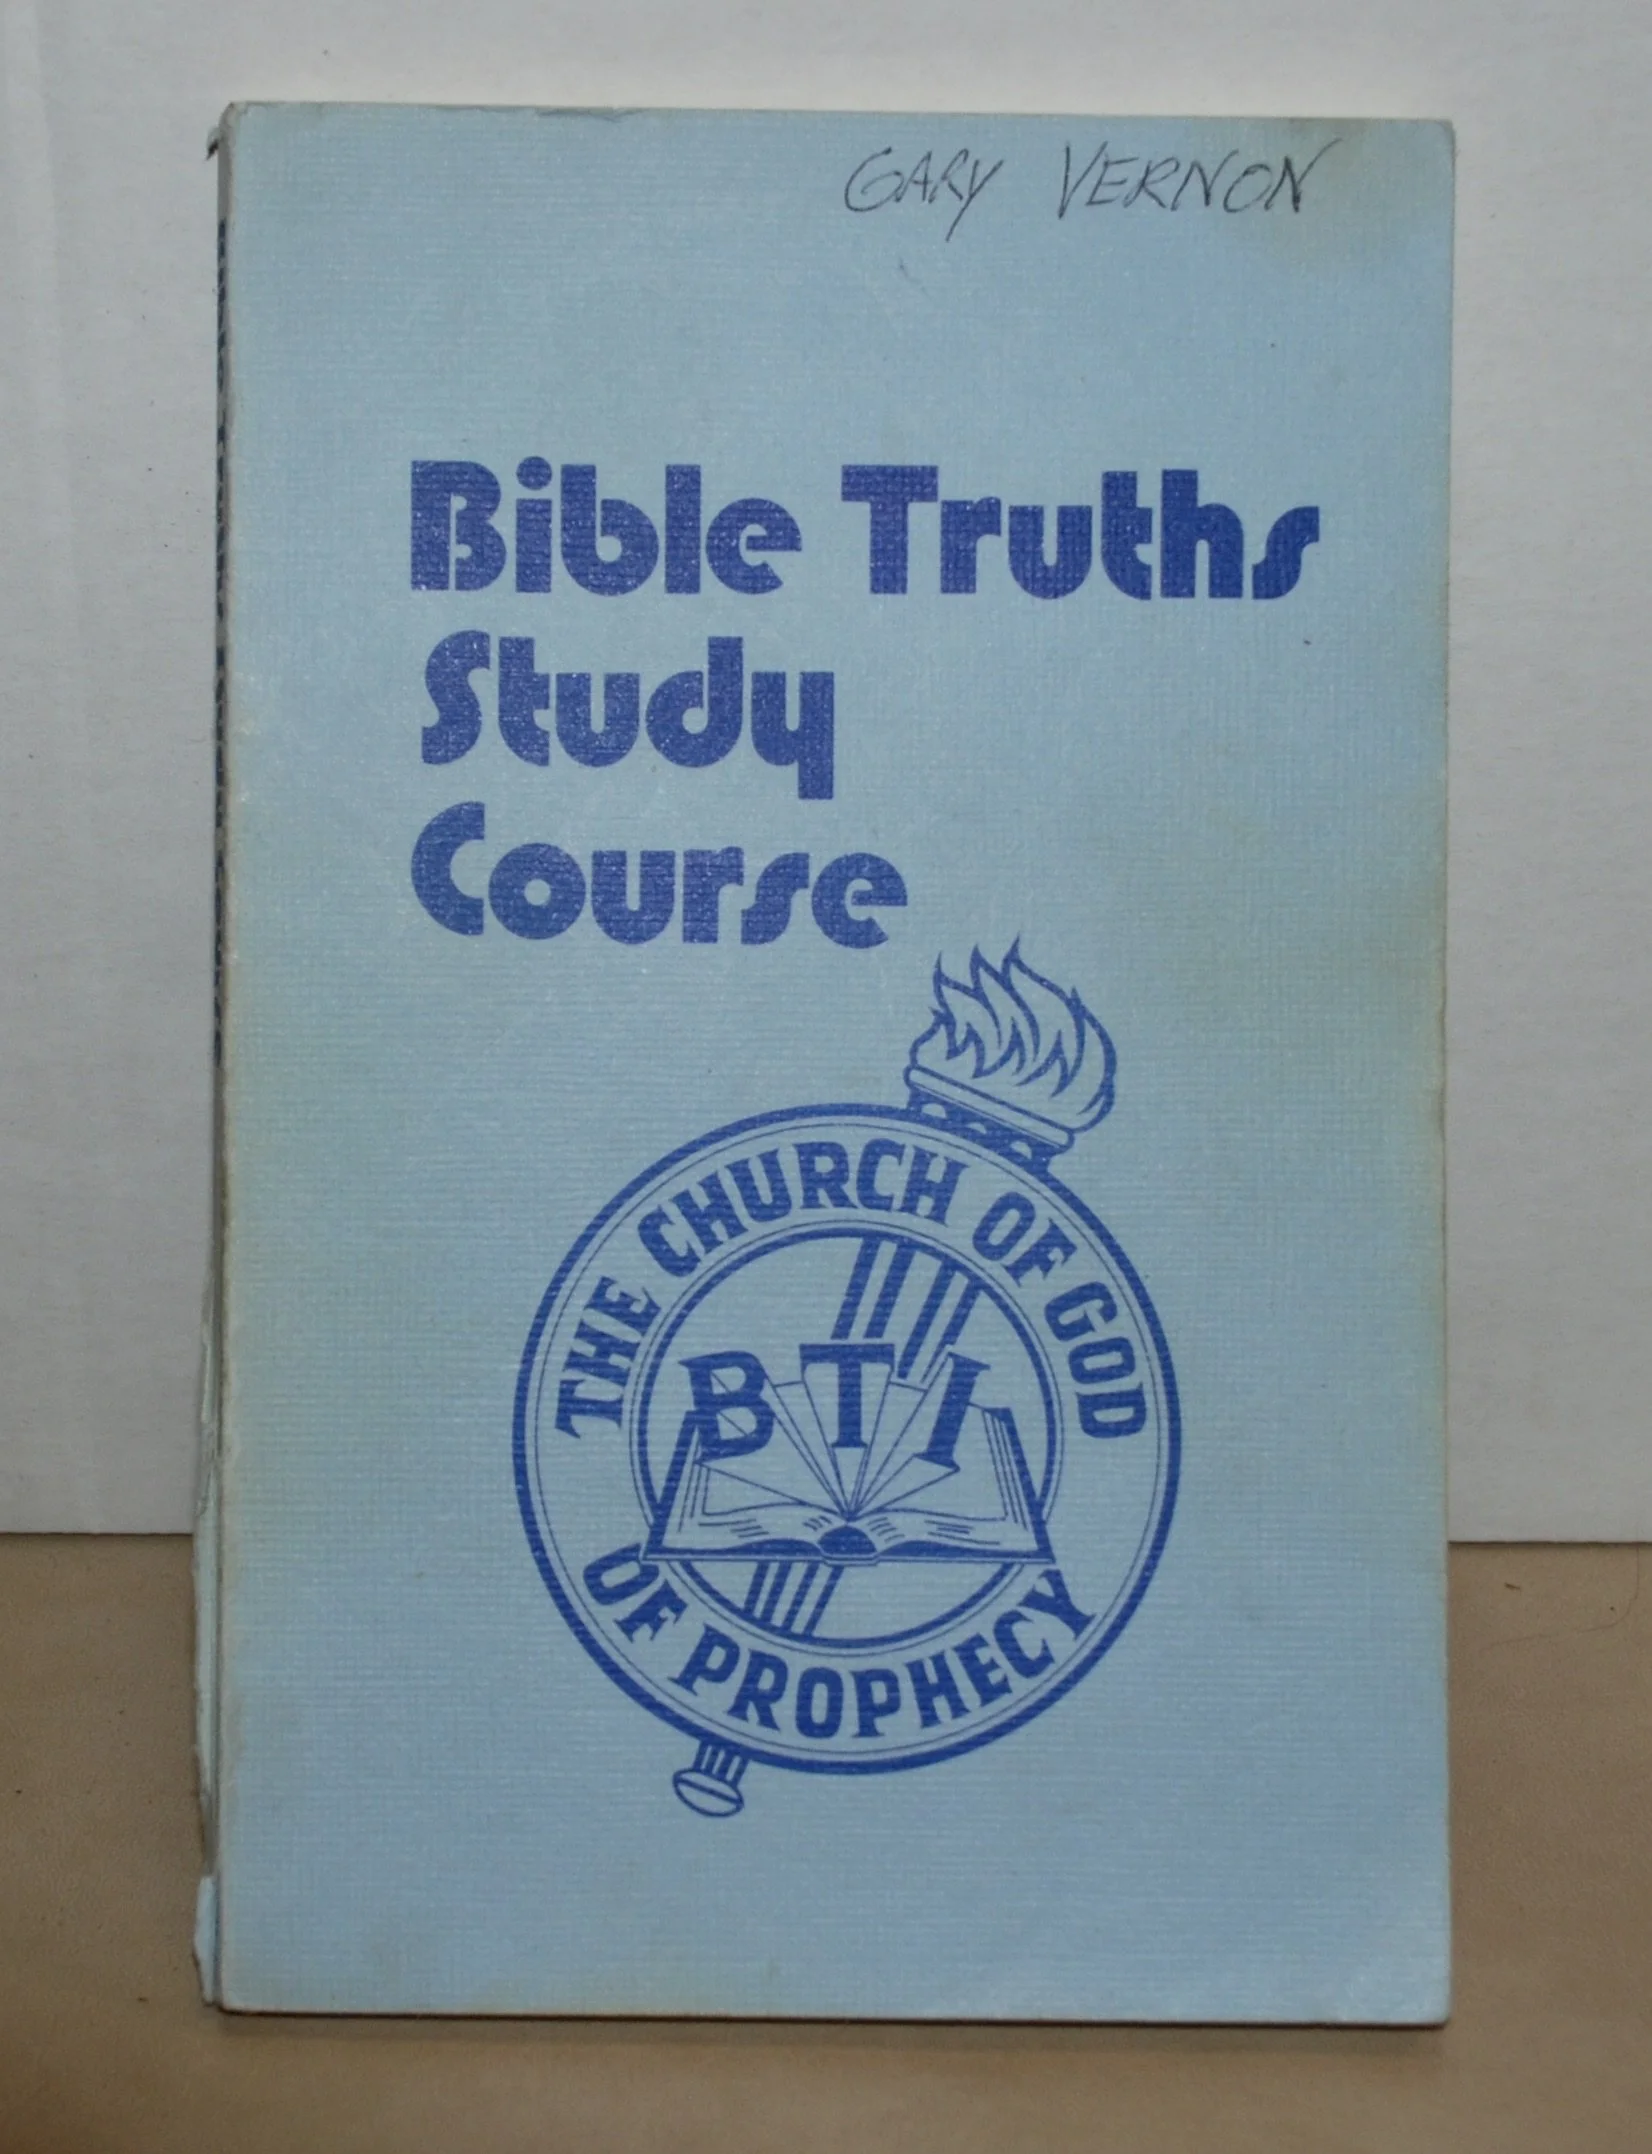 GARY VERNON
Bible Truths
Study
Course
THE CHURCH OF GOD
BTI
OF PROPHECY